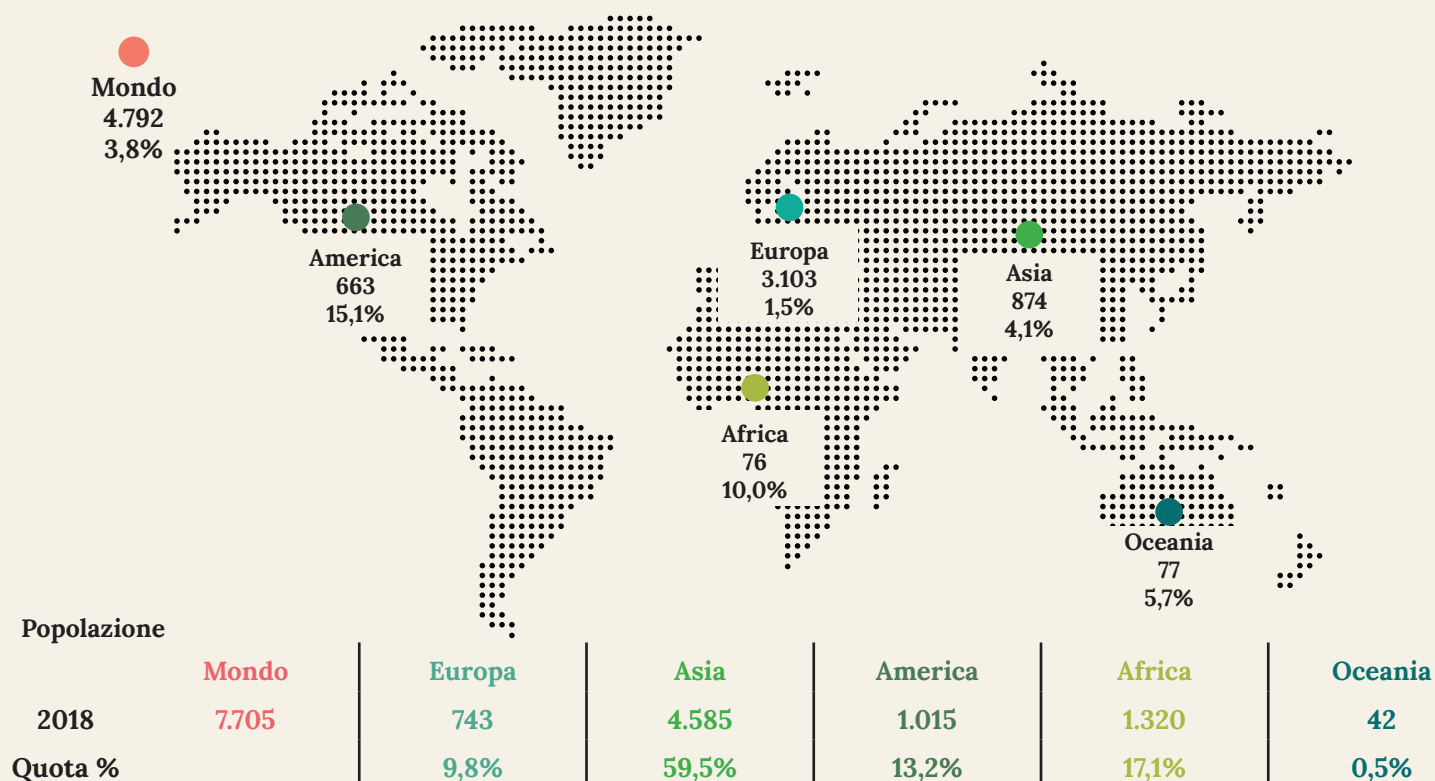 Mondo
4.792
3,8%
America
663
15,1%
Europa
3.103
1,5%
Asia
874
4,1%
Africa
76
10,0%
Oceania
77
5,7%
Popolazione
Mondo Europa Asia America Africa Oceania
2018 7.705 743 4.585 1.015 1.320 42
Quota % 9,8% 59,5% 13,2% 17,1% 0,5%